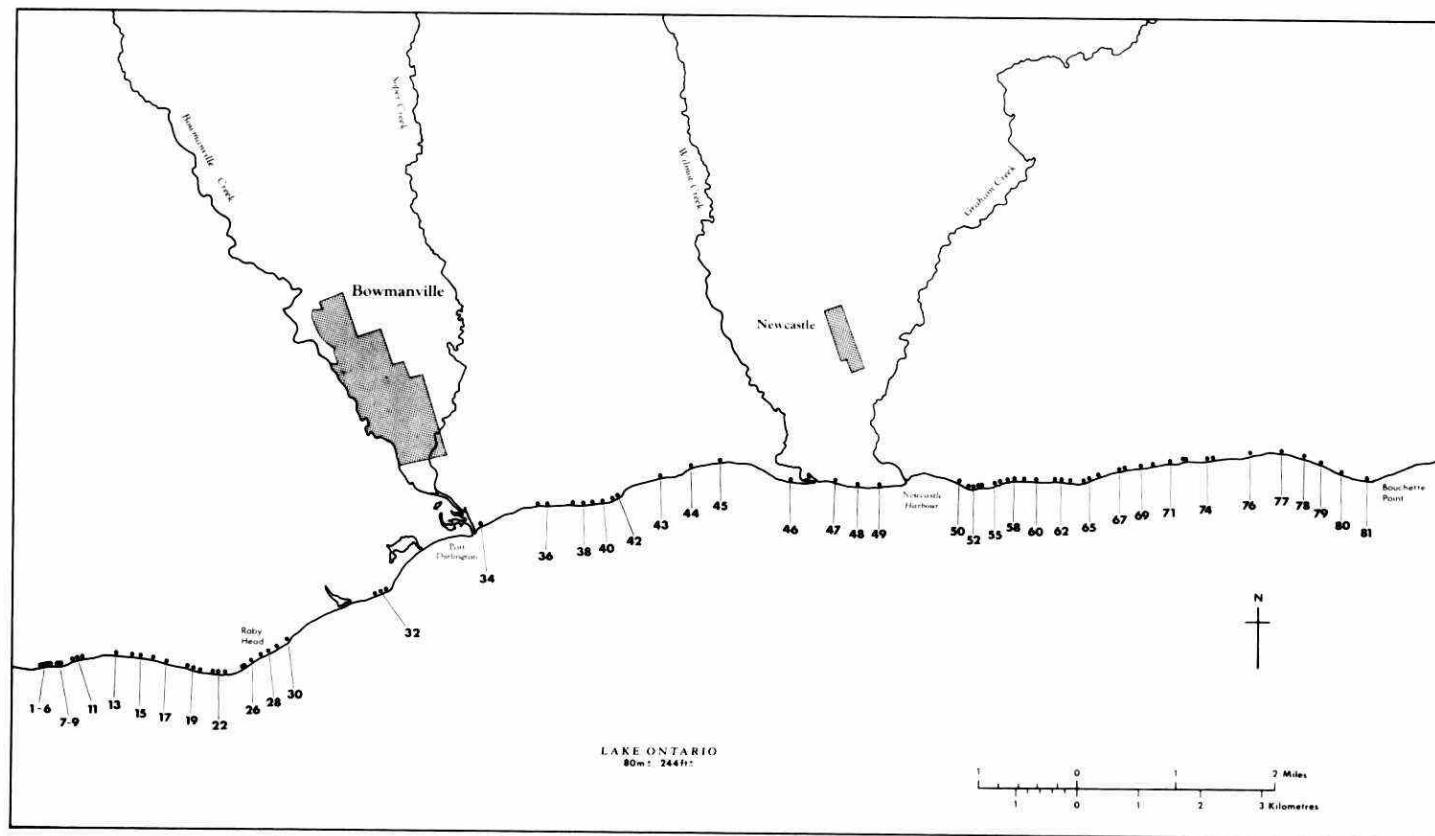 Bowmanville
Creek
Soper Creek
Wilmot Creek
Graham Creek
Bowmanville
Newcastle
Newcastle
Harbour
Bouchette
Point
Port
Darlington
Raby
Head
1-6
7-9
11
13
15
17
19
22
26
28
30
32
34
36
38
40
42
43
44
45
46
47
48
49
50
52
55
58
60
62
65
67
69
71
74
76
77
78
79
80
81
N
LAKE ONTARIO
80m± 244ft±
1 0 1 2 Miles
1 0 1 2 3 Kilometres